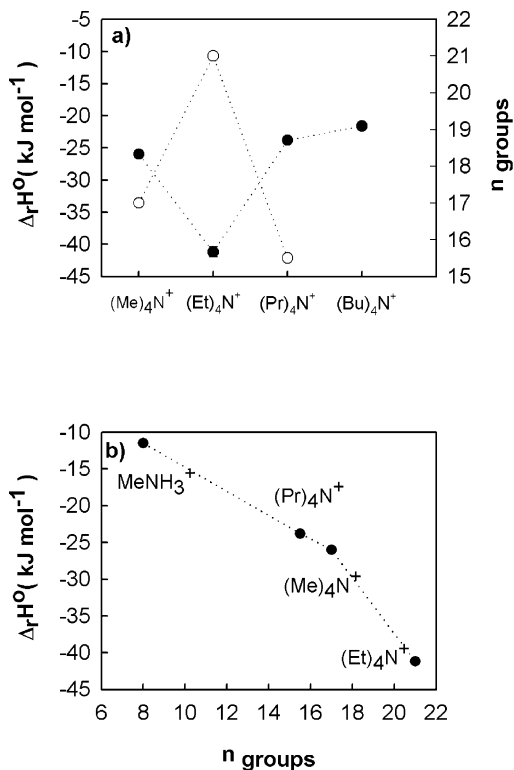 a)
-5
-10
-15
-20
-25
-30
-35
-40
-45
ΔrHº( kJ mol⁻¹)
22
21
20
19
18
17
16
15
n groups
(Me)₄N⁺ (Et)₄N⁺ (Pr)₄N⁺ (Bu)₄N⁺
b)
-10
-15
-20
-25
-30
-35
-40
-45
ΔrHº( kJ mol⁻¹)
MeNH₃⁺
(Pr)₄N⁺
(Me)₄N⁺
(Et)₄N⁺
6 8 10 12 14 16 18 20 22
n groups